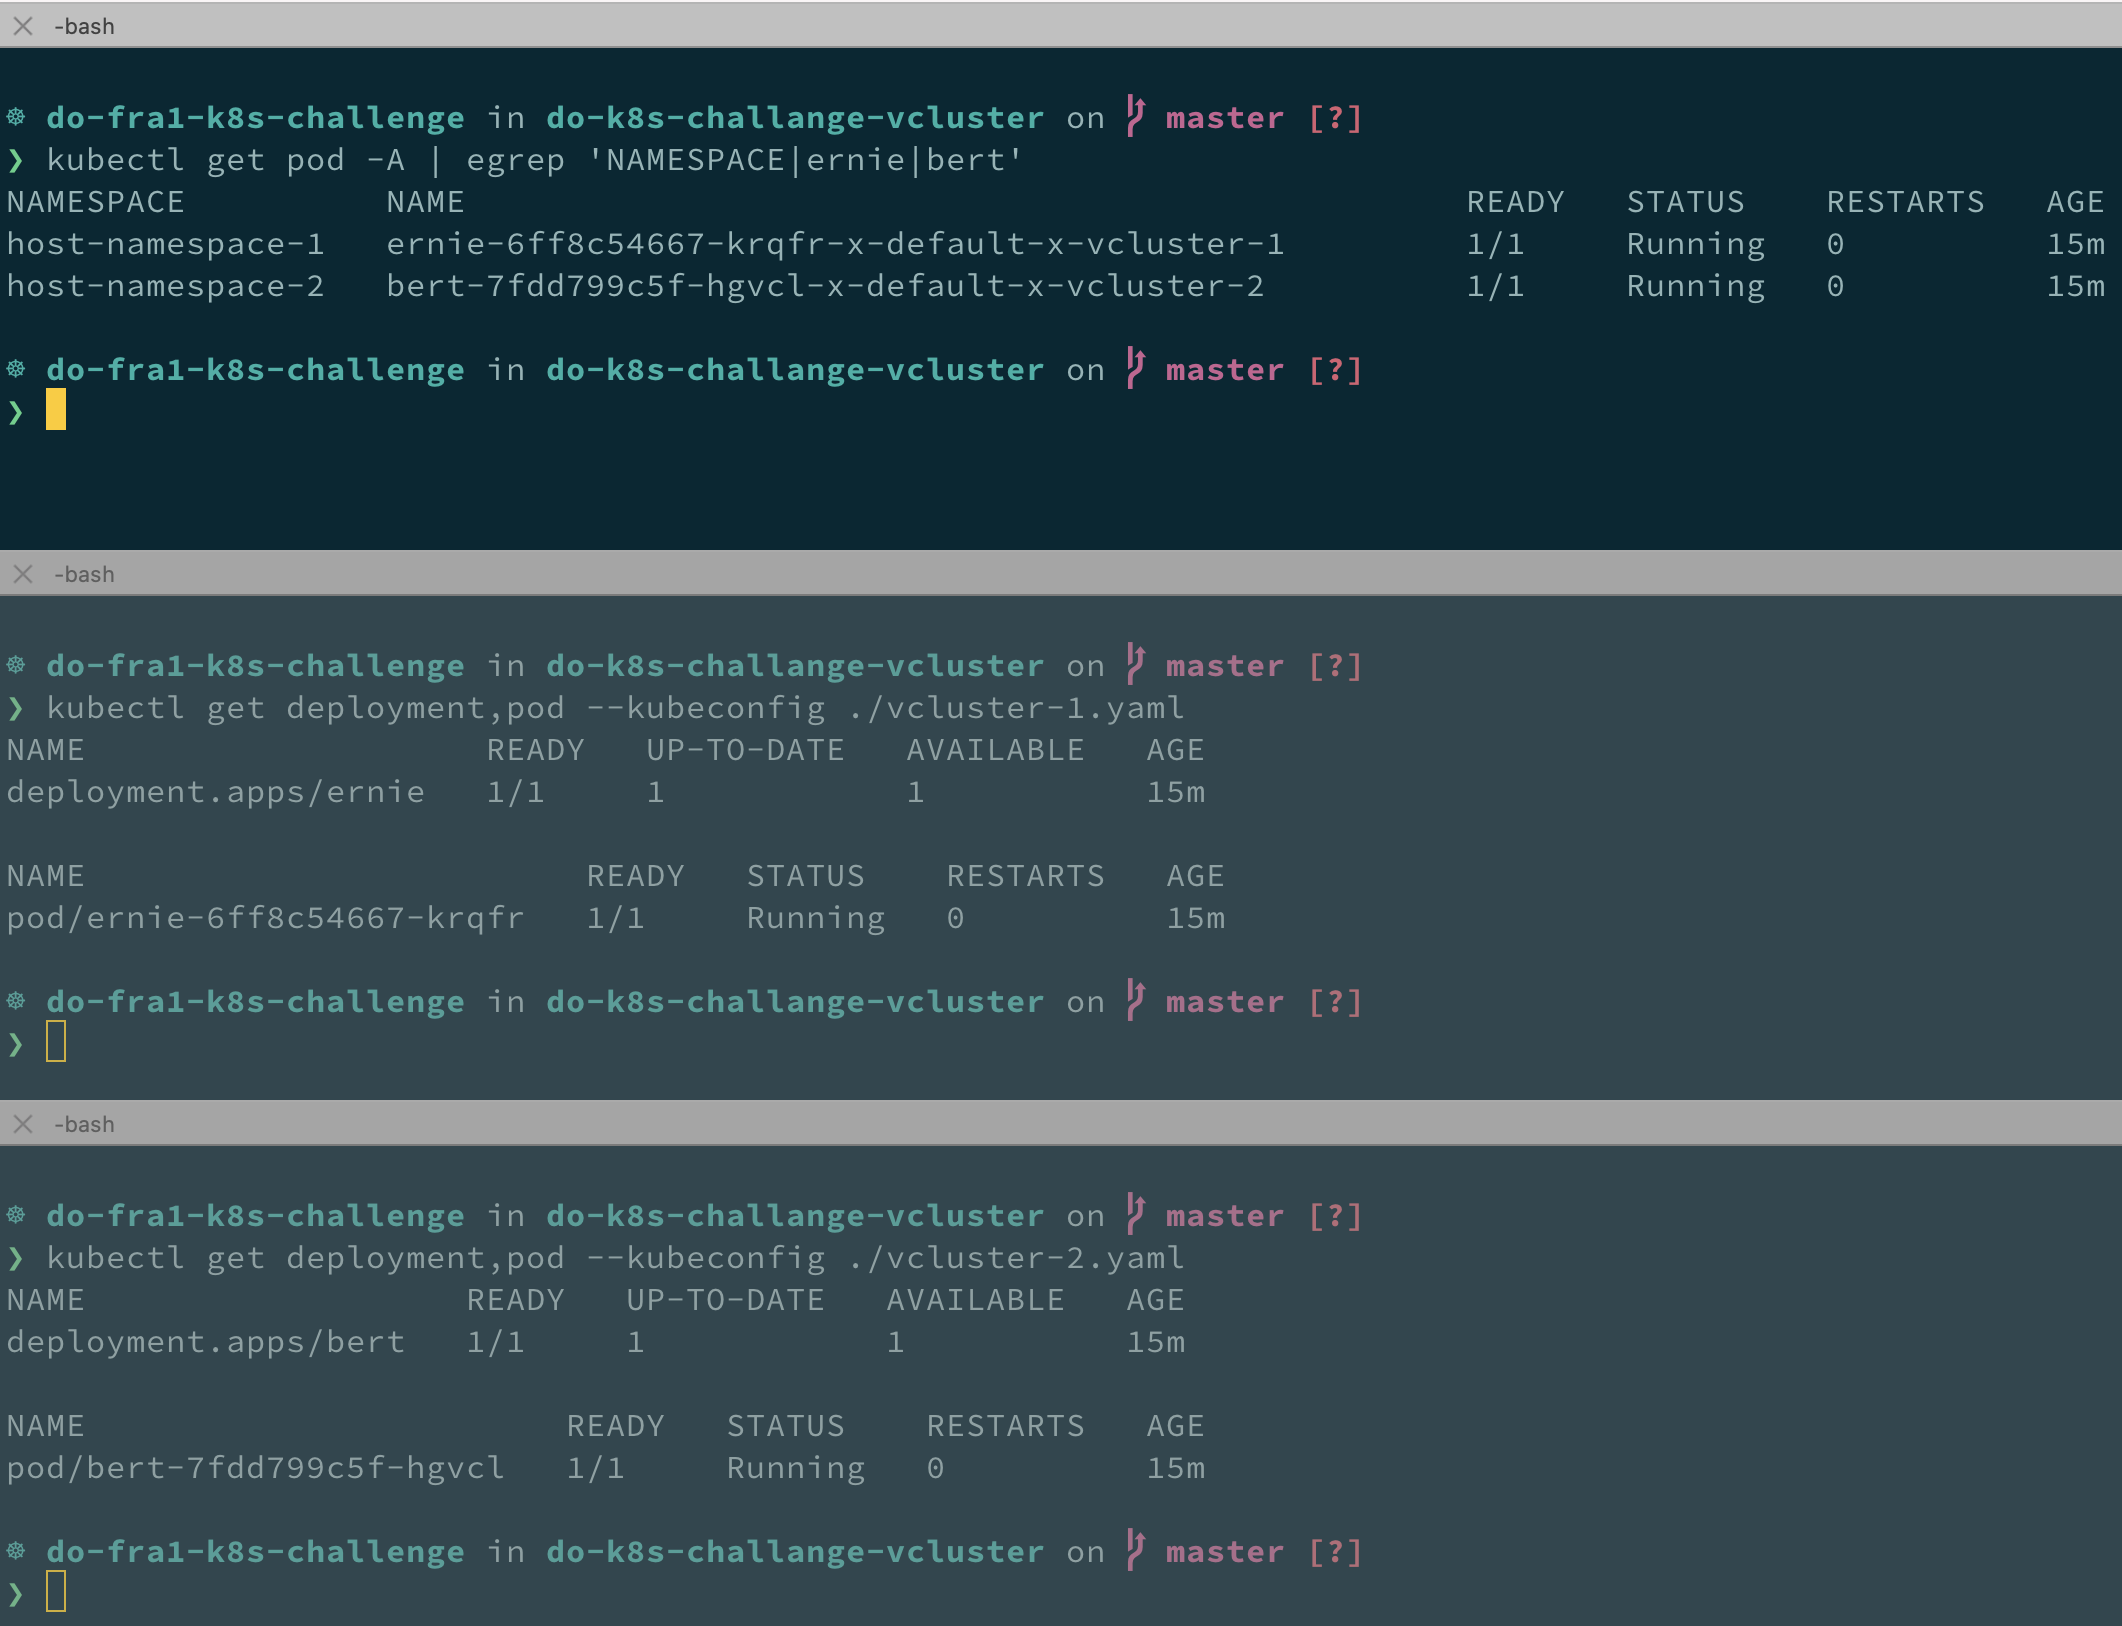 -bash
☸ do-fra1-k8s-challenge in do-k8s-challange-vcluster on master [?]
❯ kubectl get pod -A | egrep 'NAMESPACE|ernie|bert'
NAMESPACE NAME READY STATUS RESTARTS AGE
host-namespace-1 ernie-6ff8c54667-krqfr-x-default-x-vcluster-1 1/1 Running 0 15m
host-namespace-2 bert-7fdd799c5f-hgvcl-x-default-x-vcluster-2 1/1 Running 0 15m
☸ do-fra1-k8s-challenge in do-k8s-challange-vcluster on master [?]
❯
-bash
☸ do-fra1-k8s-challenge in do-k8s-challange-vcluster on master [?]
❯ kubectl get deployment,pod --kubeconfig ./vcluster-1.yaml
NAME READY UP-TO-DATE AVAILABLE AGE
deployment.apps/ernie 1/1 1 1 15m
NAME READY STATUS RESTARTS AGE
pod/ernie-6ff8c54667-krqfr 1/1 Running 0 15m
☸ do-fra1-k8s-challenge in do-k8s-challange-vcluster on master [?]
❯
-bash
☸ do-fra1-k8s-challenge in do-k8s-challange-vcluster on master [?]
❯ kubectl get deployment,pod --kubeconfig ./vcluster-2.yaml
NAME READY UP-TO-DATE AVAILABLE AGE
deployment.apps/bert 1/1 1 1 15m
NAME READY STATUS RESTARTS AGE
pod/bert-7fdd799c5f-hgvcl 1/1 Running 0 15m
☸ do-fra1-k8s-challenge in do-k8s-challange-vcluster on master [?]
❯